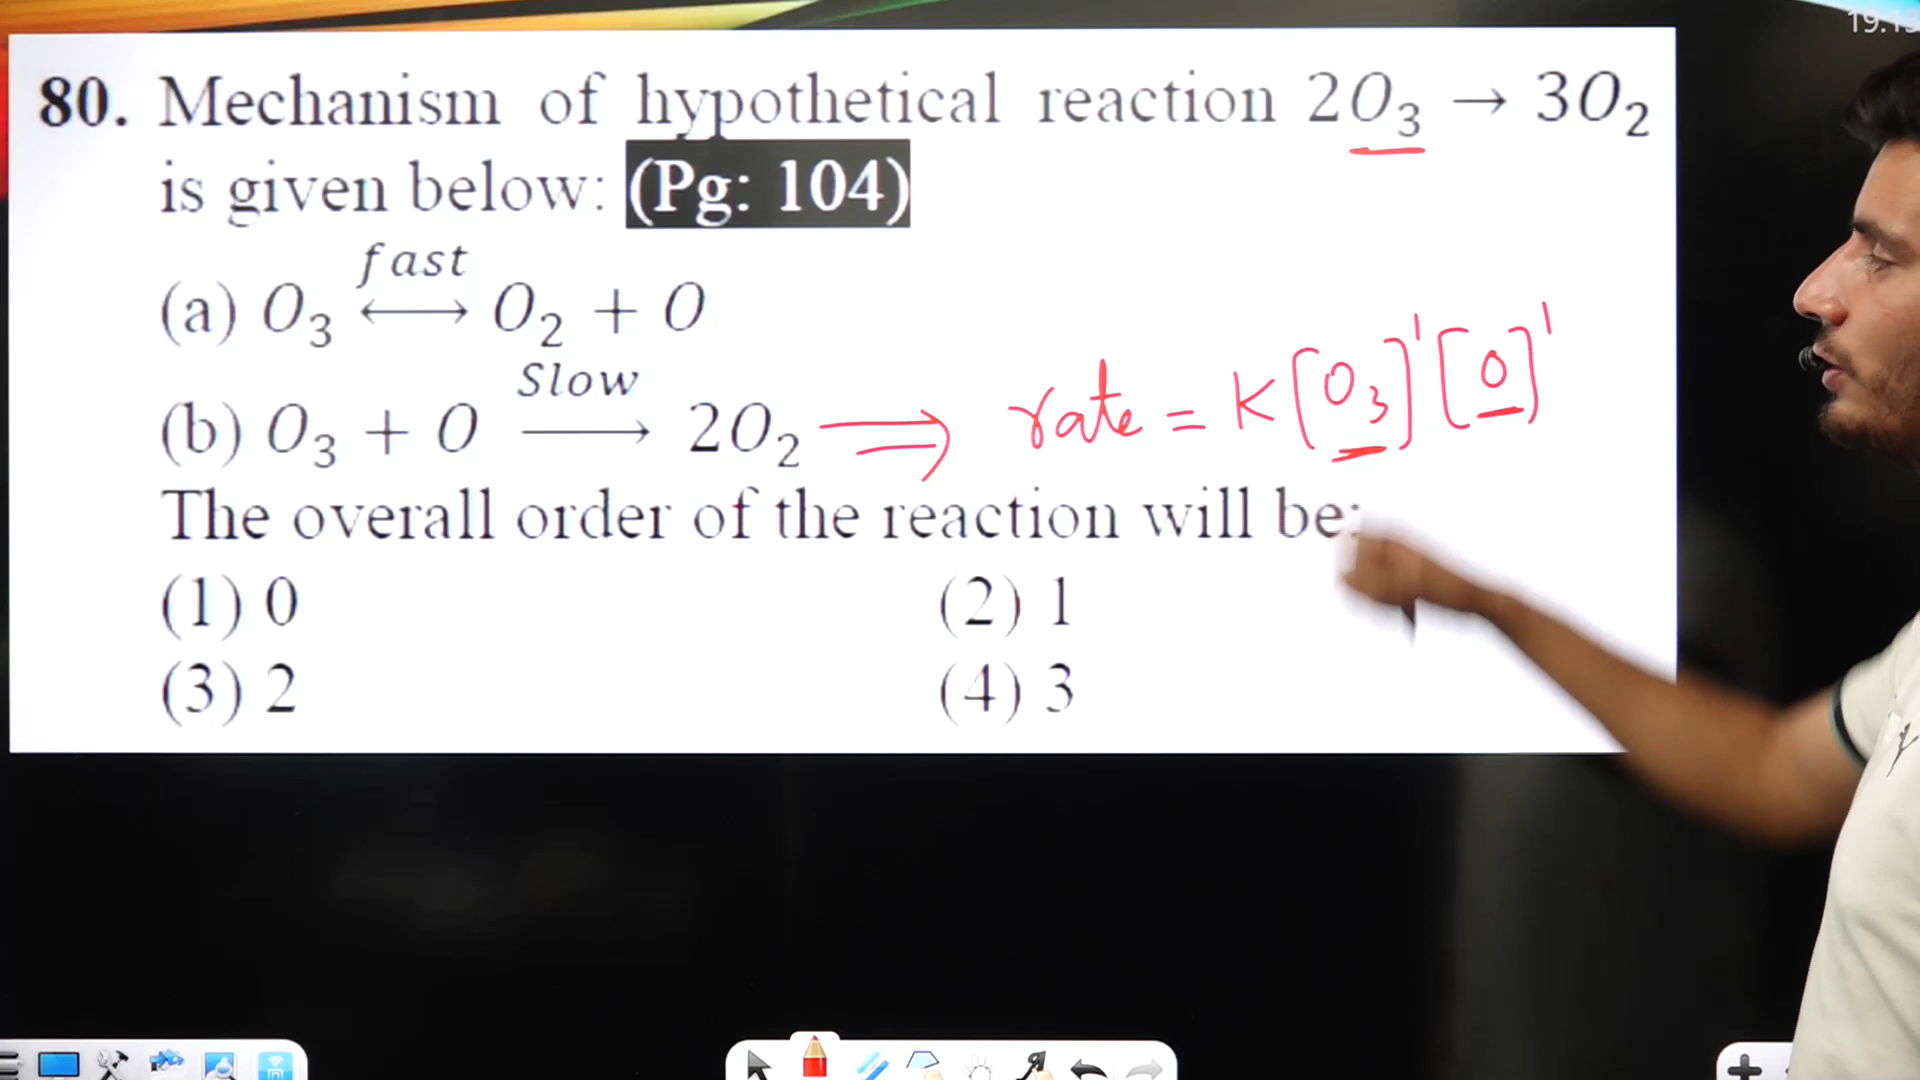 19:1
80. Mechanism of hypothetical reaction 2O₃ → 3O₂
is given below: (Pg: 104)
fast
(a) O₃ ⟷ O₂ + O
Slow
(b) O₃ + O ⟶ 2O₂ ⇒ rate = K[O₃]¹[O]¹
The overall order of the reaction will be:
(1) 0 (2) 1
(3) 2 (4) 3